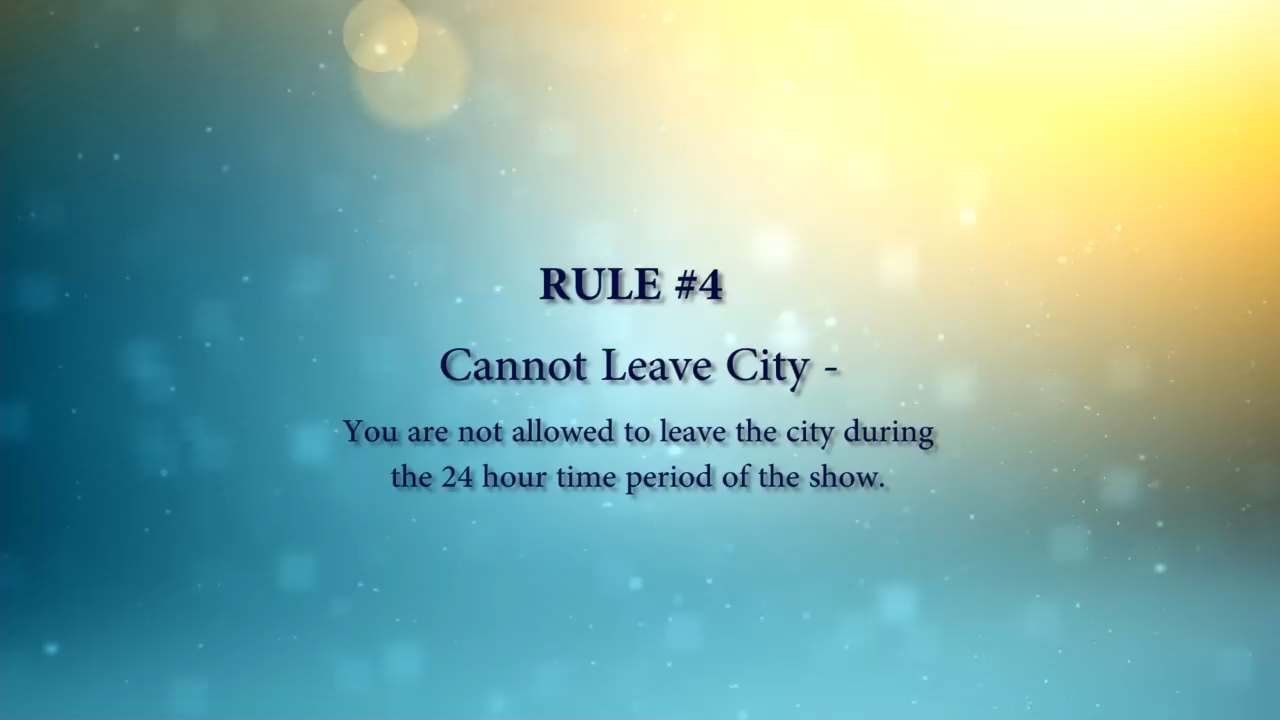 RULE #4
Cannot Leave City -
You are not allowed to leave the city during
the 24 hour time period of the show.